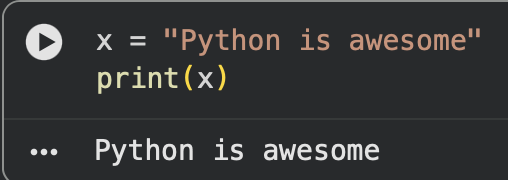 x = "Python is awesome"
print(x)
Python is awesome